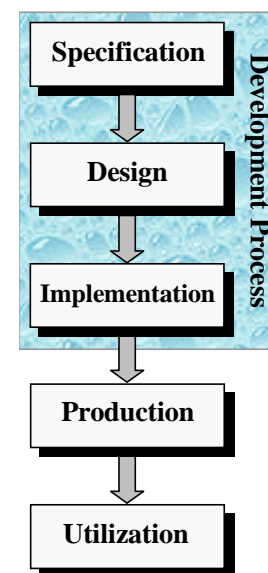 Specification
Design
Implementation
Development Process
Production
Utilization